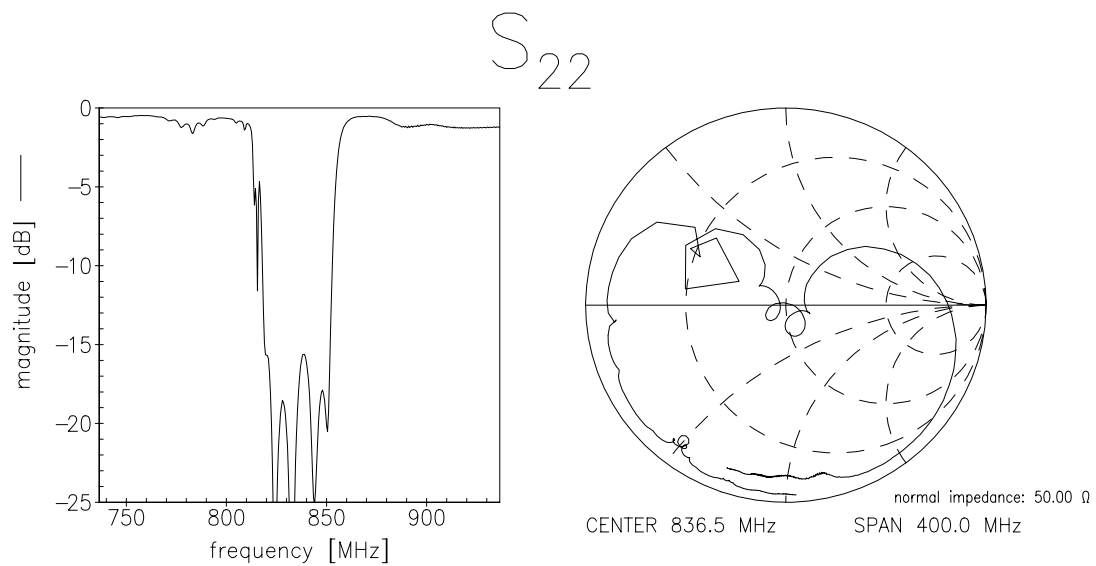 S22
0
−5
−10
−15
−20
−25
magnitude [dB]
750 800 850 900
frequency [MHz]
normal impedance: 50.00 Ω
CENTER 836.5 MHz SPAN 400.0 MHz